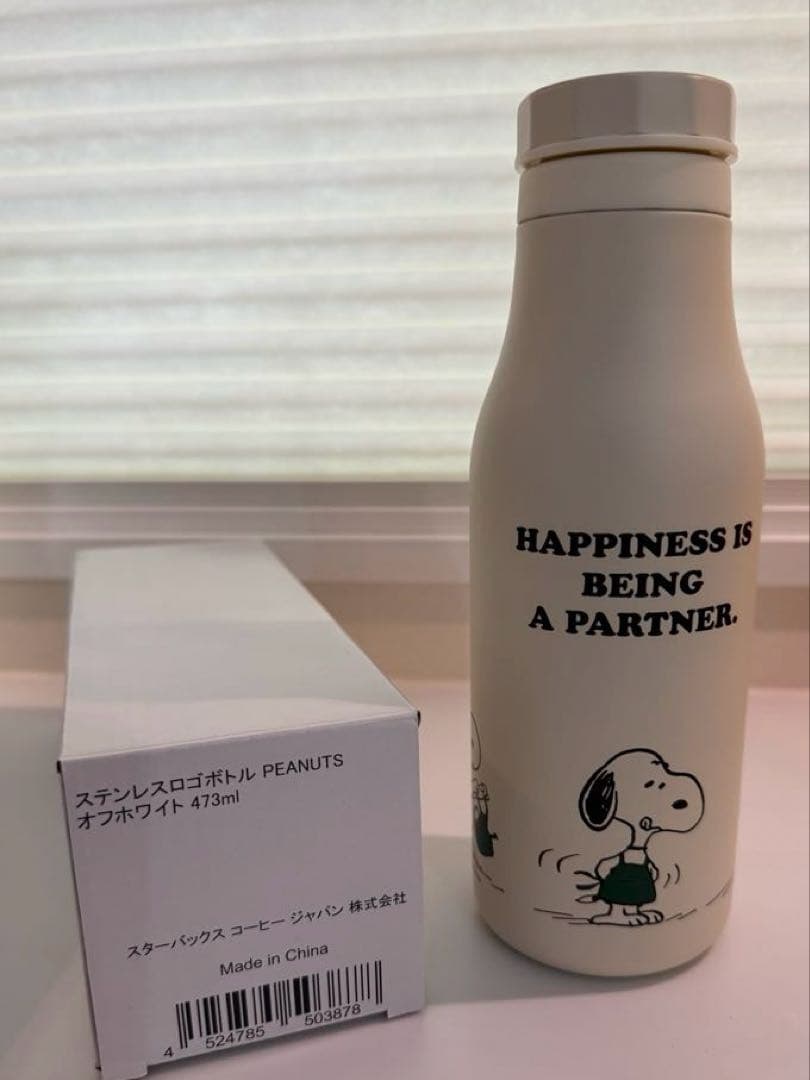 HAPPINESS IS
BEING
A PARTNER.
ステンレスロゴボトル PEANUTS
オフホワイト 473ml
スターバックス コーヒー ジャパン 株式会社
Made in China
4 524785 503878